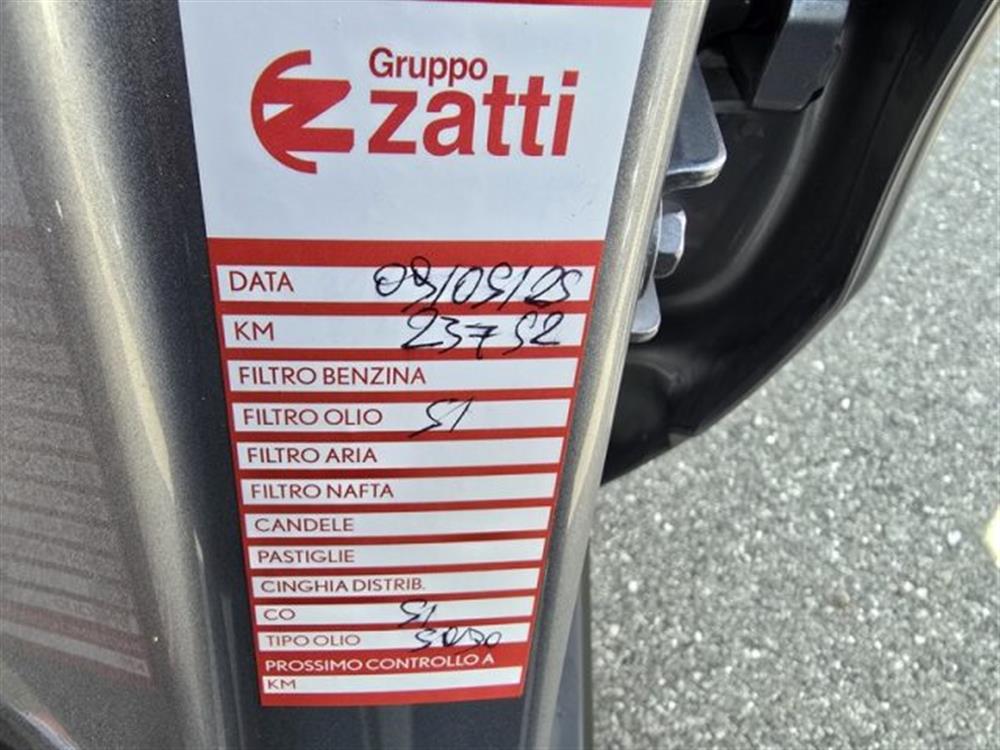 Gruppo
zatti
DATA 09/05/25
KM 23752
FILTRO BENZINA
FILTRO OLIO SI
FILTRO ARIA
FILTRO NAFTA
CANDELE
PASTIGLIE
CINGHIA DISTRIB.
CO SI
TIPO OLIO
PROSSIMO CONTROLLO A
KM